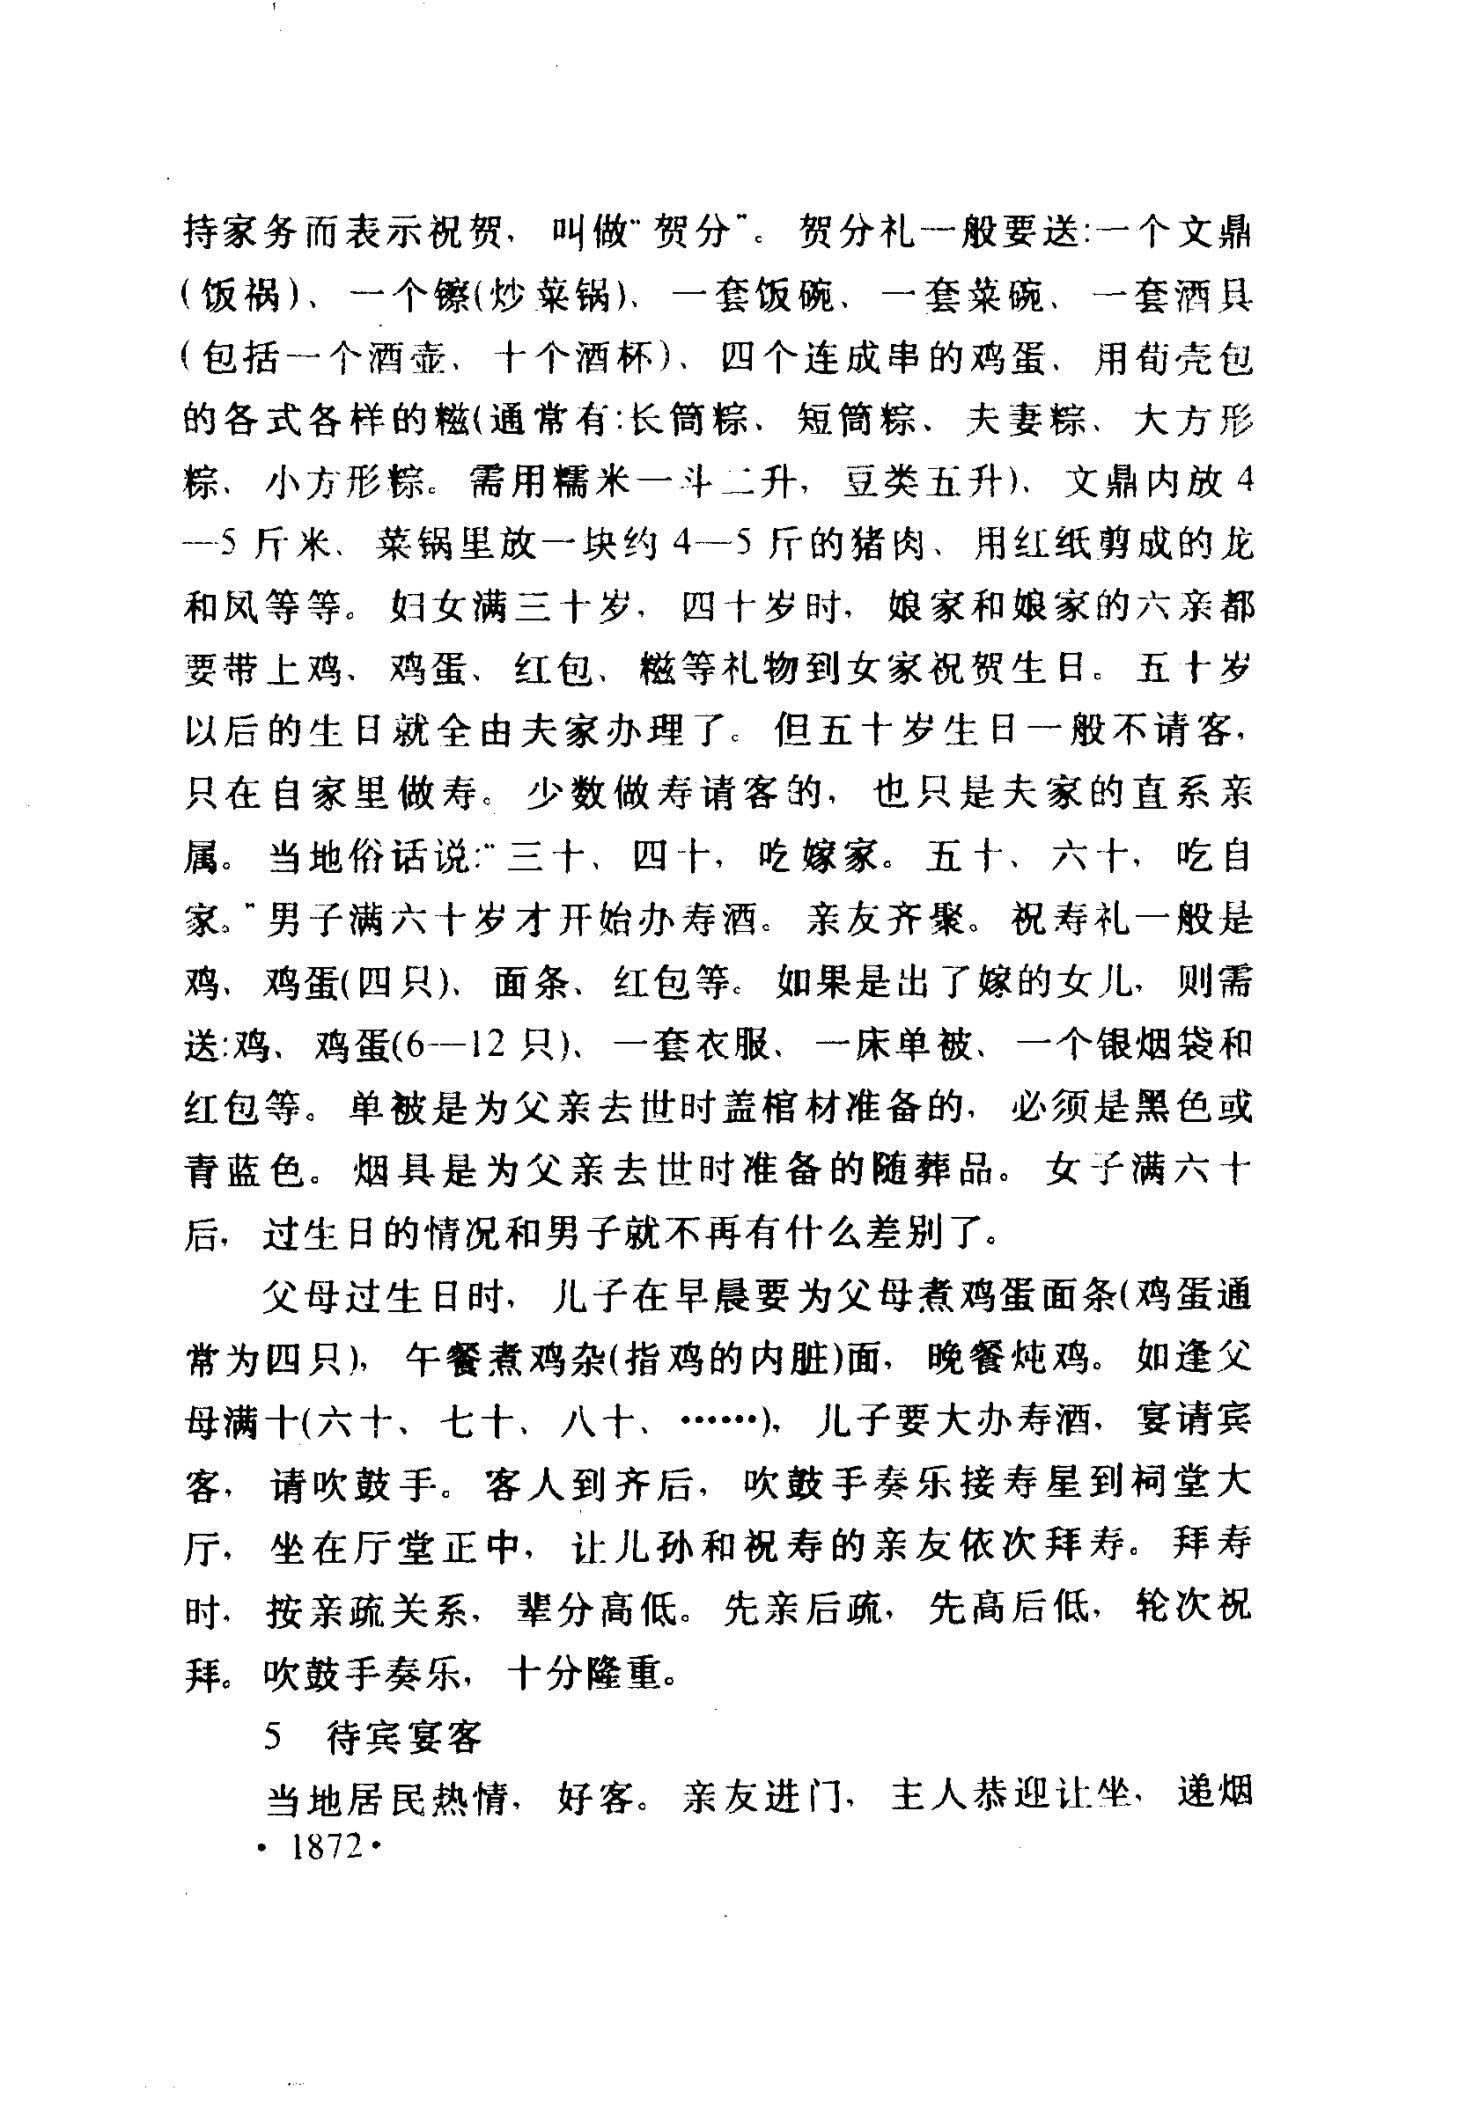 持家务而表示祝贺，叫做“贺分”。贺分礼一般要送:一个文鼎
(饭祸)、一个镲(炒菜锅)、一套饭碗、一套菜碗、一套酒具
(包括一个酒壶、十个酒杯)、四个连成串的鸡蛋、用荀壳包
的各式各样的糍(通常有:长筒粽、短筒粽、夫妻粽、大方形
粽、小方形粽。需用糯米一斗二升，豆类五升)、文鼎内放4
—5斤米、菜锅里放一块约4—5斤的猪肉、用红纸剪成的龙
和凤等等。妇女满三十岁，四十岁时，娘家和娘家的六亲都
要带上鸡、鸡蛋、红包、糍等礼物到女家祝贺生日。五十岁
以后的生日就全由夫家办理了。但五十岁生日一般不请客，
只在自家里做寿。少数做寿请客的，也只是夫家的直系亲
属。当地俗话说:“三十、四十，吃嫁家。五十、六十，吃自
家。”男子满六十岁才开始办寿酒。亲友齐聚。祝寿礼一般是
鸡、鸡蛋(四只)、面条、红包等。如果是出了嫁的女儿，则需
送:鸡、鸡蛋(6—12只)、一套衣服、一床单被、一个银烟袋和
红包等。单被是为父亲去世时盖棺材准备的，必须是黑色或
青蓝色。烟具是为父亲去世时准备的随葬品。女子满六十
后，过生日的情况和男子就不再有什么差别了。
父母过生日时，儿子在早晨要为父母煮鸡蛋面条(鸡蛋通
常为四只)，午餐煮鸡杂(指鸡的内脏)面，晚餐炖鸡。如逢父
母满十(六十、七十、八十、……)，儿子要大办寿酒，宴请宾
客，请吹鼓手。客人到齐后，吹鼓手奏乐接寿星到祠堂大
厅，坐在厅堂正中，让儿孙和祝寿的亲友依次拜寿。拜寿
时，按亲疏关系，辈分高低。先亲后疏，先高后低，轮次祝
拜。吹鼓手奏乐，十分隆重。
5 待宾宴客
当地居民热情，好客。亲友进门，主人恭迎让坐，递烟
·1872·